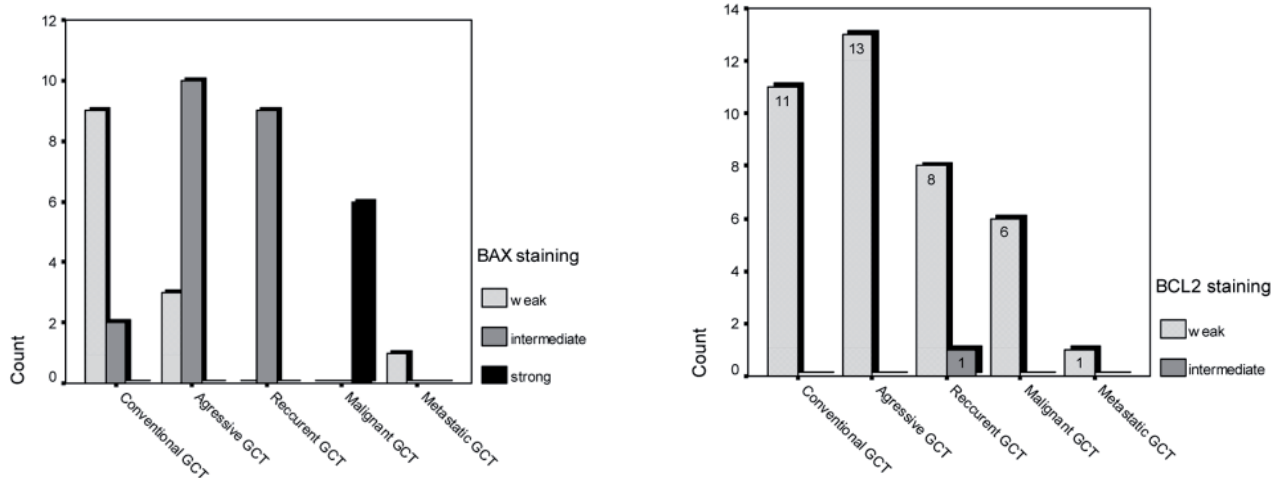 12
10
8
6
4
2
0
Count
Conventional GCT
Agressive GCT
Reccurent GCT
Malignant GCT
Metastatic GCT
BAX staining
weak
intermediate
strong
14
12
10
8
6
4
2
0
Count
11
13
8
1
6
1
Conventional GCT
Agressive GCT
Reccurent GCT
Malignant GCT
Metastatic GCT
BCL2 staining
weak
intermediate